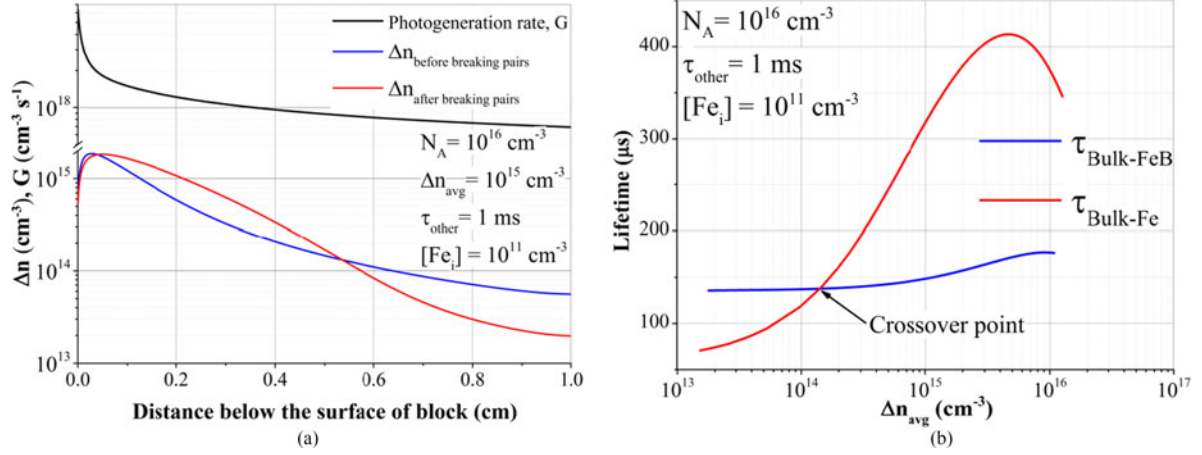 Photogeneration rate, G
Δn before breaking pairs
Δn after breaking pairs
N_A = 10^16 cm^-3
Δn_avg = 10^15 cm^-3
τ_other = 1 ms
[Fe_i] = 10^11 cm^-3
Δn (cm^-3), G (cm^-3 s^-1)
10^18
10^15
10^14
10^13
0.0 0.2 0.4 0.6 0.8 1.0
Distance below the surface of block (cm)
(a)
N_A = 10^16 cm^-3
τ_other = 1 ms
[Fe_i] = 10^11 cm^-3
τ_Bulk-FeB
τ_Bulk-Fe
Crossover point
Lifetime (μs)
400
300
200
100
10^13 10^14 10^15 10^16 10^17
Δn_avg (cm^-3)
(b)